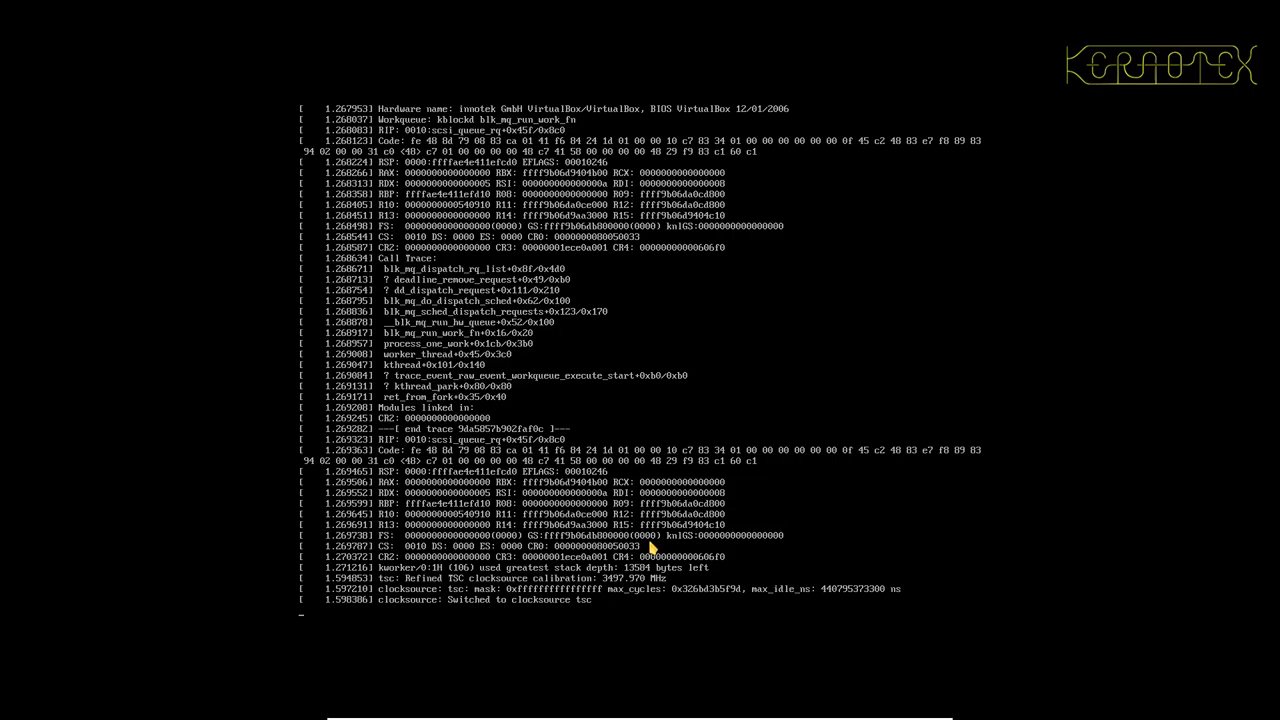 KERNOTEX
[    1.267953] Hardware name: innotek GmbH VirtualBox/VirtualBox, BIOS VirtualBox 12/01/2006
[    1.268037] Workqueue: kblockd blk_mq_run_work_fn
[    1.268083] RIP: 0010:scsi_queue_rq+0x45f/0x8c0
[    1.268123] Code: fe 48 8d 79 08 83 ca 01 41 f6 84 24 1d 01 00 00 10 c7 83 34 01 00 00 00 00 00 0f 45 c2 48 83 e7 f8 89 83
94 02 00 00 31 c0 <48> c7 01 00 00 00 00 48 c7 41 58 00 00 00 00 48 29 f9 83 c1 60 c1
[    1.268224] RSP: 0000:ffffae4e411efcd0 EFLAGS: 00010246
[    1.268266] RAX: 0000000000000000 RBX: ffff9b06d9404b00 RCX: 0000000000000000
[    1.268313] RDX: 0000000000000005 RSI: 000000000000000a RDI: 0000000000000008
[    1.268358] RBP: ffffae4e411efd10 R08: 0000000000000000 R09: ffff9b06da0cd800
[    1.268405] R10: 0000000000540910 R11: ffff9b06da0ce000 R12: ffff9b06da0cd800
[    1.268451] R13: 0000000000000000 R14: ffff9b06d9aa3000 R15: ffff9b06d9404c10
[    1.268498] FS:  0000000000000000(0000) GS:ffff9b06db800000(0000) knlGS:0000000000000000
[    1.268544] CS:  0010 DS: 0000 ES: 0000 CR0: 0000000080050033
[    1.268587] CR2: 0000000000000000 CR3: 00000001ece0a001 CR4: 00000000000606f0
[    1.268634] Call Trace:
[    1.268671]  blk_mq_dispatch_rq_list+0x8f/0x4d0
[    1.268713]  ? deadline_remove_request+0x49/0xb0
[    1.268754]  ? dd_dispatch_request+0x111/0x210
[    1.268795]  blk_mq_do_dispatch_sched+0x62/0x100
[    1.268836]  blk_mq_sched_dispatch_requests+0x123/0x170
[    1.268878]  __blk_mq_run_hw_queue+0x52/0x100
[    1.268917]  blk_mq_run_work_fn+0x16/0x20
[    1.268957]  process_one_work+0x1cb/0x3b0
[    1.269008]  worker_thread+0x45/0x3c0
[    1.269047]  kthread+0x101/0x140
[    1.269084]  ? trace_event_raw_event_workqueue_execute_start+0xb0/0xb0
[    1.269131]  ? kthread_park+0x80/0x80
[    1.269171]  ret_from_fork+0x35/0x40
[    1.269208] Modules linked in:
[    1.269245] CR2: 0000000000000000
[    1.269282] ---[ end trace 9da5857b902faf0c ]---
[    1.269323] RIP: 0010:scsi_queue_rq+0x45f/0x8c0
[    1.269363] Code: fe 48 8d 79 08 83 ca 01 41 f6 84 24 1d 01 00 00 10 c7 83 34 01 00 00 00 00 00 0f 45 c2 48 83 e7 f8 89 83
94 02 00 00 31 c0 <48> c7 01 00 00 00 00 48 c7 41 58 00 00 00 00 48 29 f9 83 c1 60 c1
[    1.269465] RSP: 0000:ffffae4e411efcd0 EFLAGS: 00010246
[    1.269506] RAX: 0000000000000000 RBX: ffff9b06d9404b00 RCX: 0000000000000000
[    1.269552] RDX: 0000000000000005 RSI: 000000000000000a RDI: 0000000000000008
[    1.269599] RBP: ffffae4e411efd10 R08: 0000000000000000 R09: ffff9b06da0cd800
[    1.269645] R10: 0000000000540910 R11: ffff9b06da0ce000 R12: ffff9b06da0cd800
[    1.269691] R13: 0000000000000000 R14: ffff9b06d9aa3000 R15: ffff9b06d9404c10
[    1.269738] FS:  0000000000000000(0000) GS:ffff9b06db800000(0000) knlGS:0000000000000000
[    1.269787] CS:  0010 DS: 0000 ES: 0000 CR0: 0000000080050033
[    1.270372] CR2: 0000000000000000 CR3: 00000001ece0a001 CR4: 00000000000606f0
[    1.271216] kworker/0:1H (106) used greatest stack depth: 13584 bytes left
[    1.594853] tsc: Refined TSC clocksource calibration: 3497.970 MHz
[    1.597210] clocksource: tsc: mask: 0xffffffffffffffff max_cycles: 0x326bd3b5f9d, max_idle_ns: 440795373300 ns
[    1.598386] clocksource: Switched to clocksource tsc
_